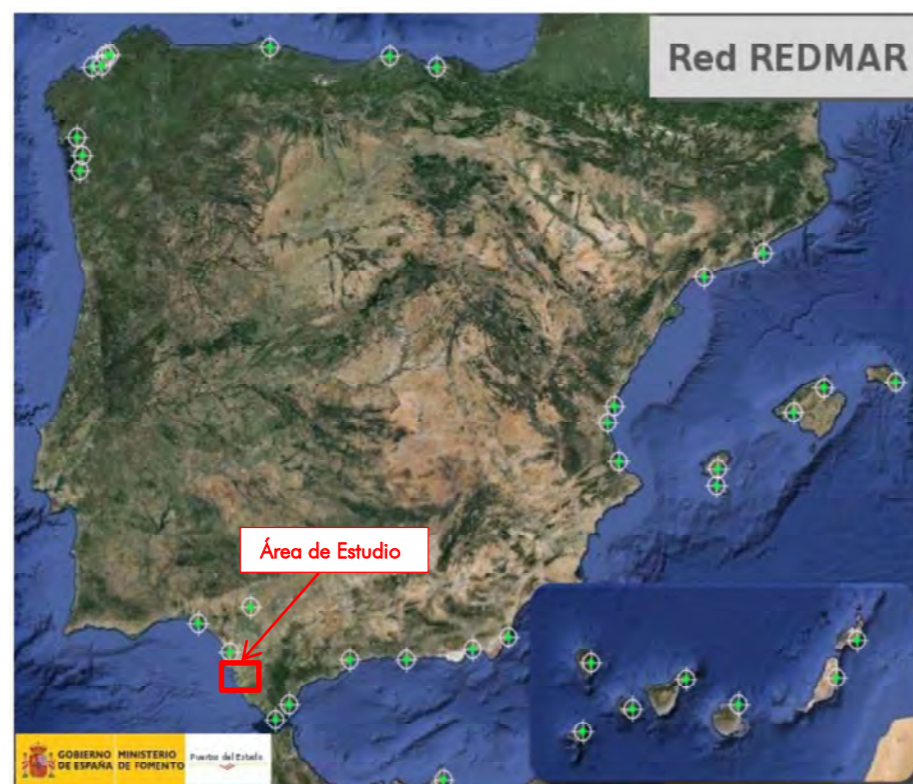 Red REDMAR
Área de Estudio
GOBIERNO MINISTERIO
DE ESPAÑA DE FOMENTO
Puertos del Estado